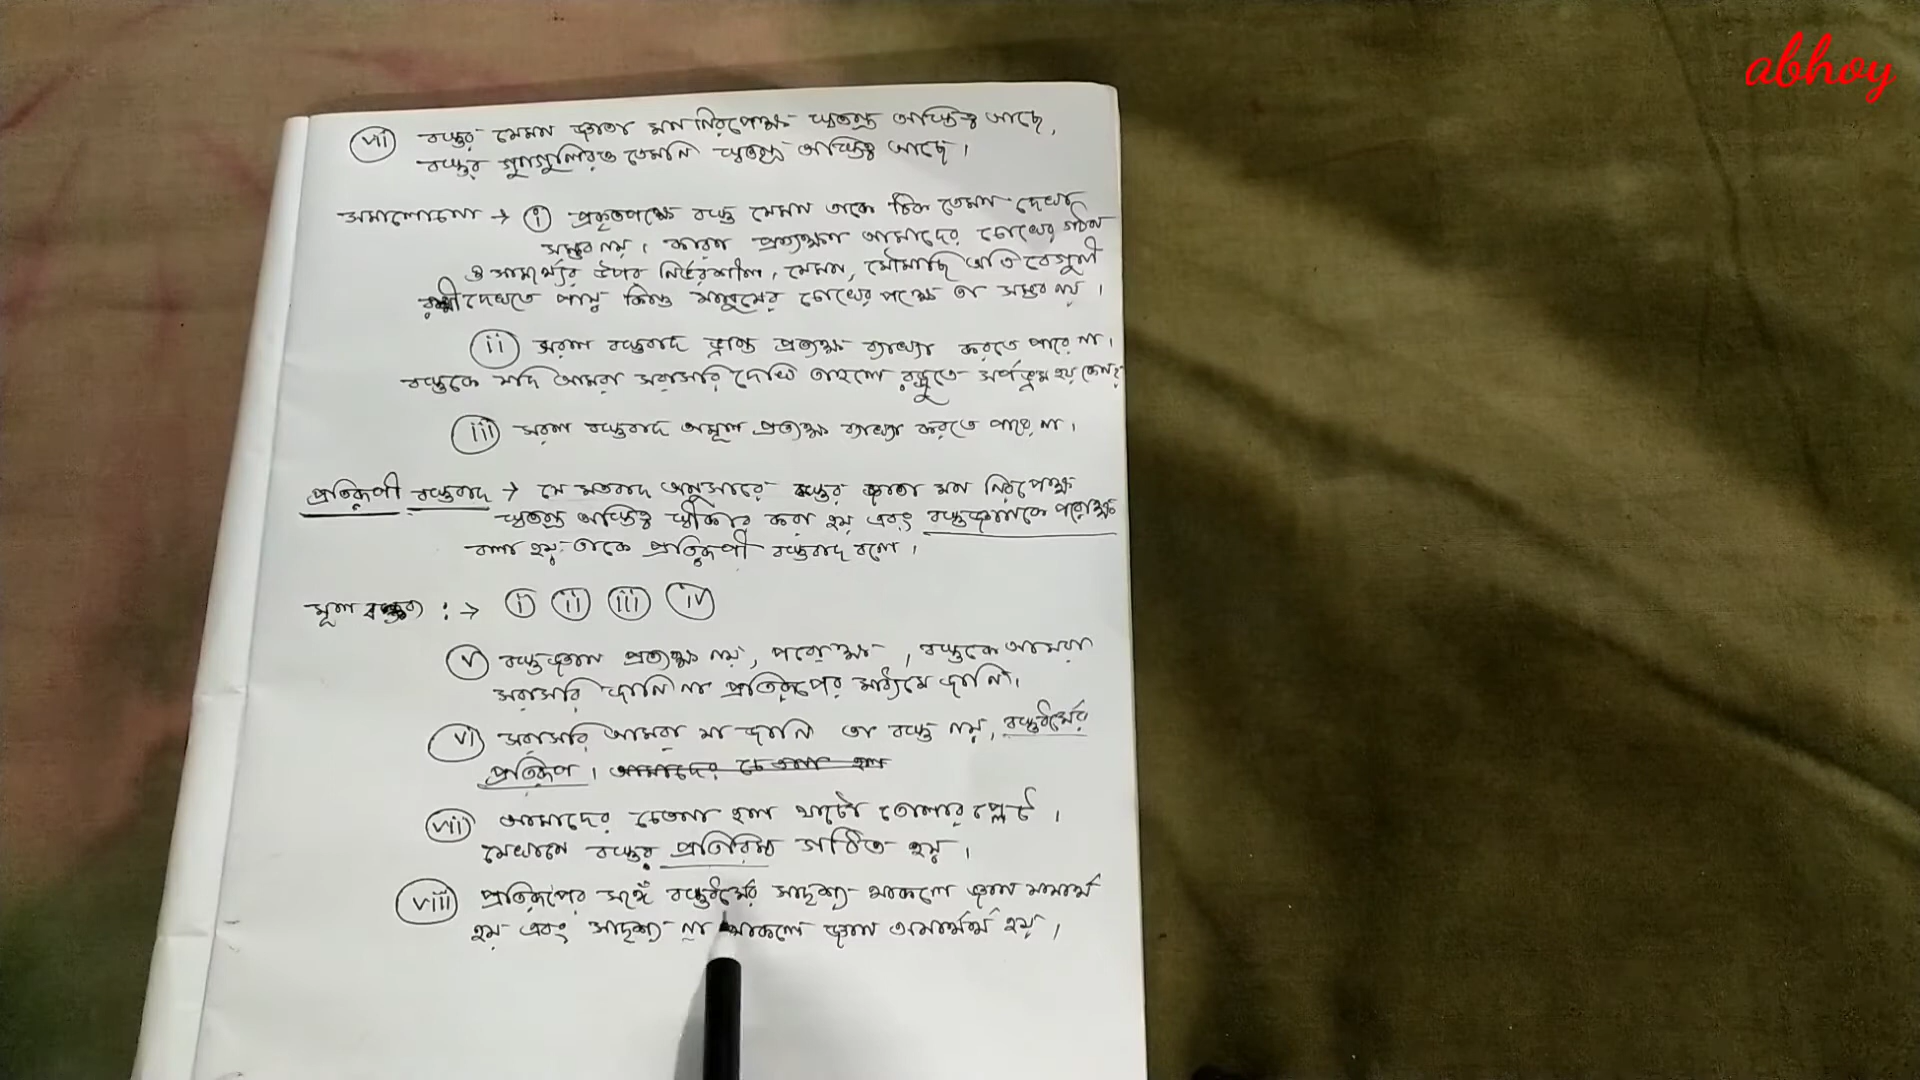 abhoy
vii বস্তুর যেমন জ্ঞাতা মন নিরপেক্ষ স্বতন্ত্র অস্তিত্ব আছে,
বস্তুর গুণগুলিরও তেমনি স্বতন্ত্র অস্তিত্ব আছে।
সমালোচনা → i প্রকৃতপক্ষে বস্তু যেমন তাকে ঠিক তেমন দেখা
সম্ভব নয়। কারণ প্রত্যক্ষণ আমাদের চোখের গঠন
ও সামর্থ্যের উপর নির্ভরশীল, যেমন, মৌমাছি অতিবেগুনী
রশ্মী দেখতে পায় কিন্তু মানুষের চোখের পক্ষে তা সম্ভব নয়।
ii সরল বস্তুবাদ ভ্রান্ত প্রত্যক্ষ ব্যাখ্যা করতে পারে না।
বস্তুকে যদি আমরা সরাসরি দেখি তাহলে রজ্জুতে সর্পভ্রম হয় কেন?
iii সরল বস্তুবাদ অমূল প্রত্যক্ষ ব্যাখ্যা করতে পারে না।
প্রতিরূপী বস্তুবাদ → যে মতবাদ অনুসারে বস্তুর জ্ঞাতা মন নিরপেক্ষ
স্বতন্ত্র অস্তিত্ব স্বীকার করা হয় এবং বস্তুজ্ঞানকে পরোক্ষ
বলা হয় তাকে প্রতিরূপী বস্তুবাদ বলে।
মূল বক্তব্য :→ i ii iii iv
v বস্তুজ্ঞান প্রত্যক্ষ নয়, পরোক্ষ, বস্তুকে আমরা
সরাসরি জানি না প্রতিরূপের মাধ্যমে জানি।
vi সরাসরি আমরা যা জানি তা বস্তু নয়, বস্তুধর্মের
প্রতিরূপ। আমাদের চেতনা হল
vii আমাদের চেতনা হল ফটো তোলার প্লেট।
যেখানে বস্তুর প্রতিবিম্ব গঠিত হয়।
viii প্রতিরূপের সঙ্গে বস্তুধর্মের সাদৃশ্য থাকলে জ্ঞান যথার্থ
হয় এবং সাদৃশ্য না থাকলে জ্ঞান অযথার্থ হয়।